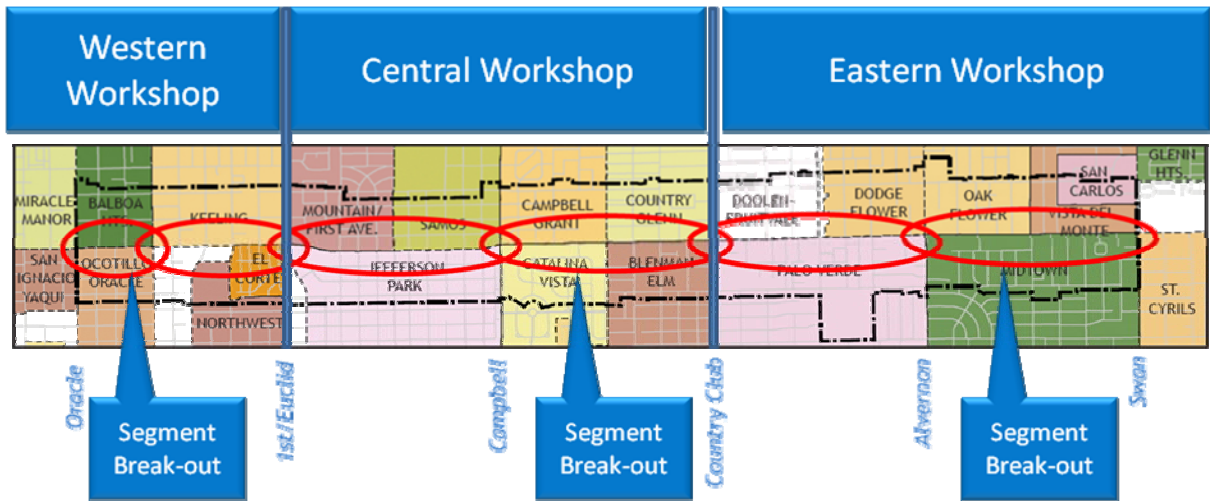 Western
Workshop
Central Workshop
Eastern Workshop
MIRACLE
MANOR
BALBOA
HTS.
KEELING
MOUNTAIN/
FIRST AVE.
SAMOS
CAMPBELL
GRANT
COUNTRY
GLENN
DOOLEN-
FRUITVALE
DODGE
FLOWER
OAK
FLOWER
SAN
CARLOS
VISTA DEL
MONTE
GLENN
HTS.
SAN
IGNACIO
YAQUI
OCOTILLO
ORACLE
EL
CORTEZ
NORTHWEST
JEFFERSON
PARK
CATALINA
VISTA
BLENMAN
ELM
PALO VERDE
MIDTOWN
ST.
CYRILS
Oracle
1st/Euclid
Campbell
Country Club
Alvernon
Swan
Segment
Break-out
Segment
Break-out
Segment
Break-out